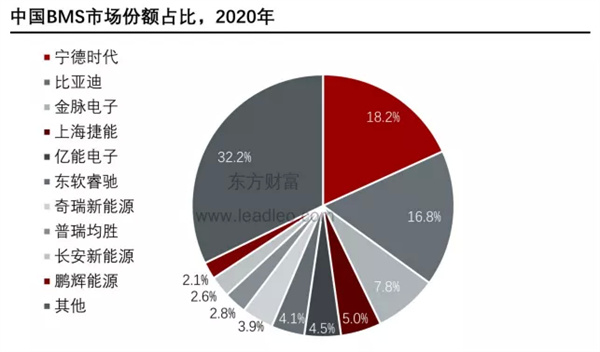 中国BMS市场份额占比，2020年
宁德时代
比亚迪
金脉电子
上海捷能
亿能电子
东软睿驰
奇瑞新能源
普瑞均胜
长安新能源
鹏辉能源
其他
18.2%
16.8%
7.8%
5.0%
4.5%
4.1%
3.9%
2.8%
2.6%
2.1%
32.2%
东方财富
www.leadleo.com